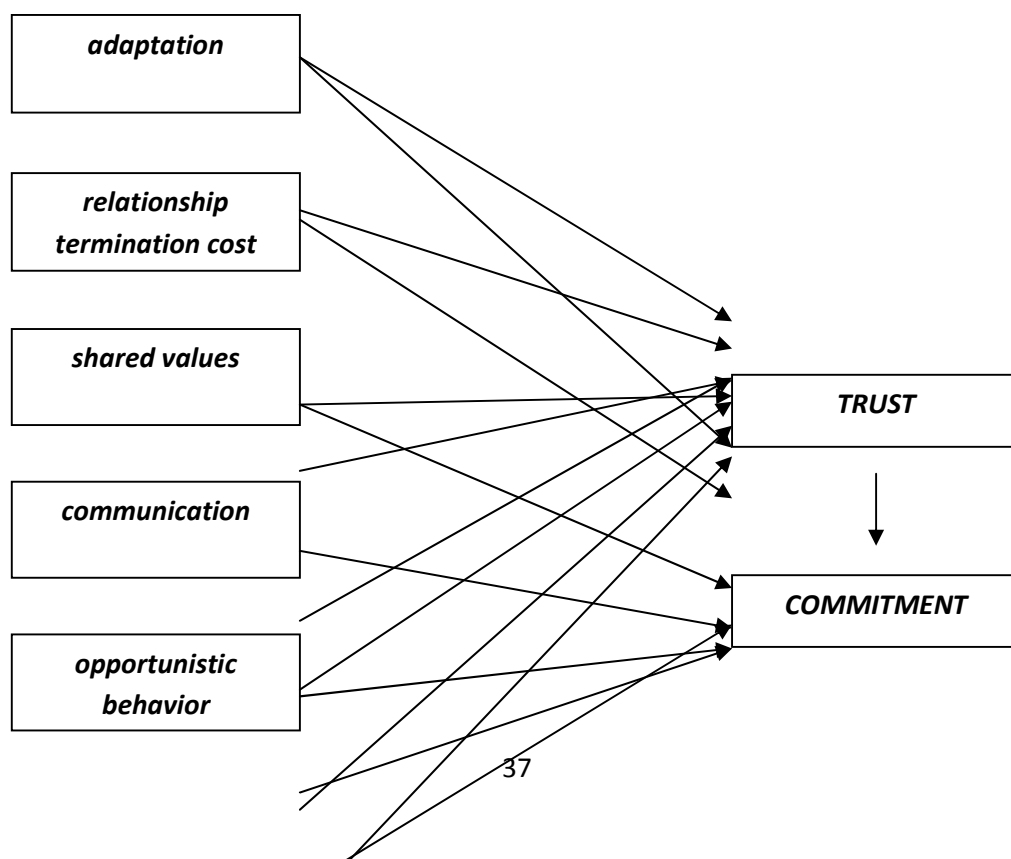 adaptation
relationship
termination cost
shared values
TRUST
communication
COMMITMENT
opportunistic
behavior
37